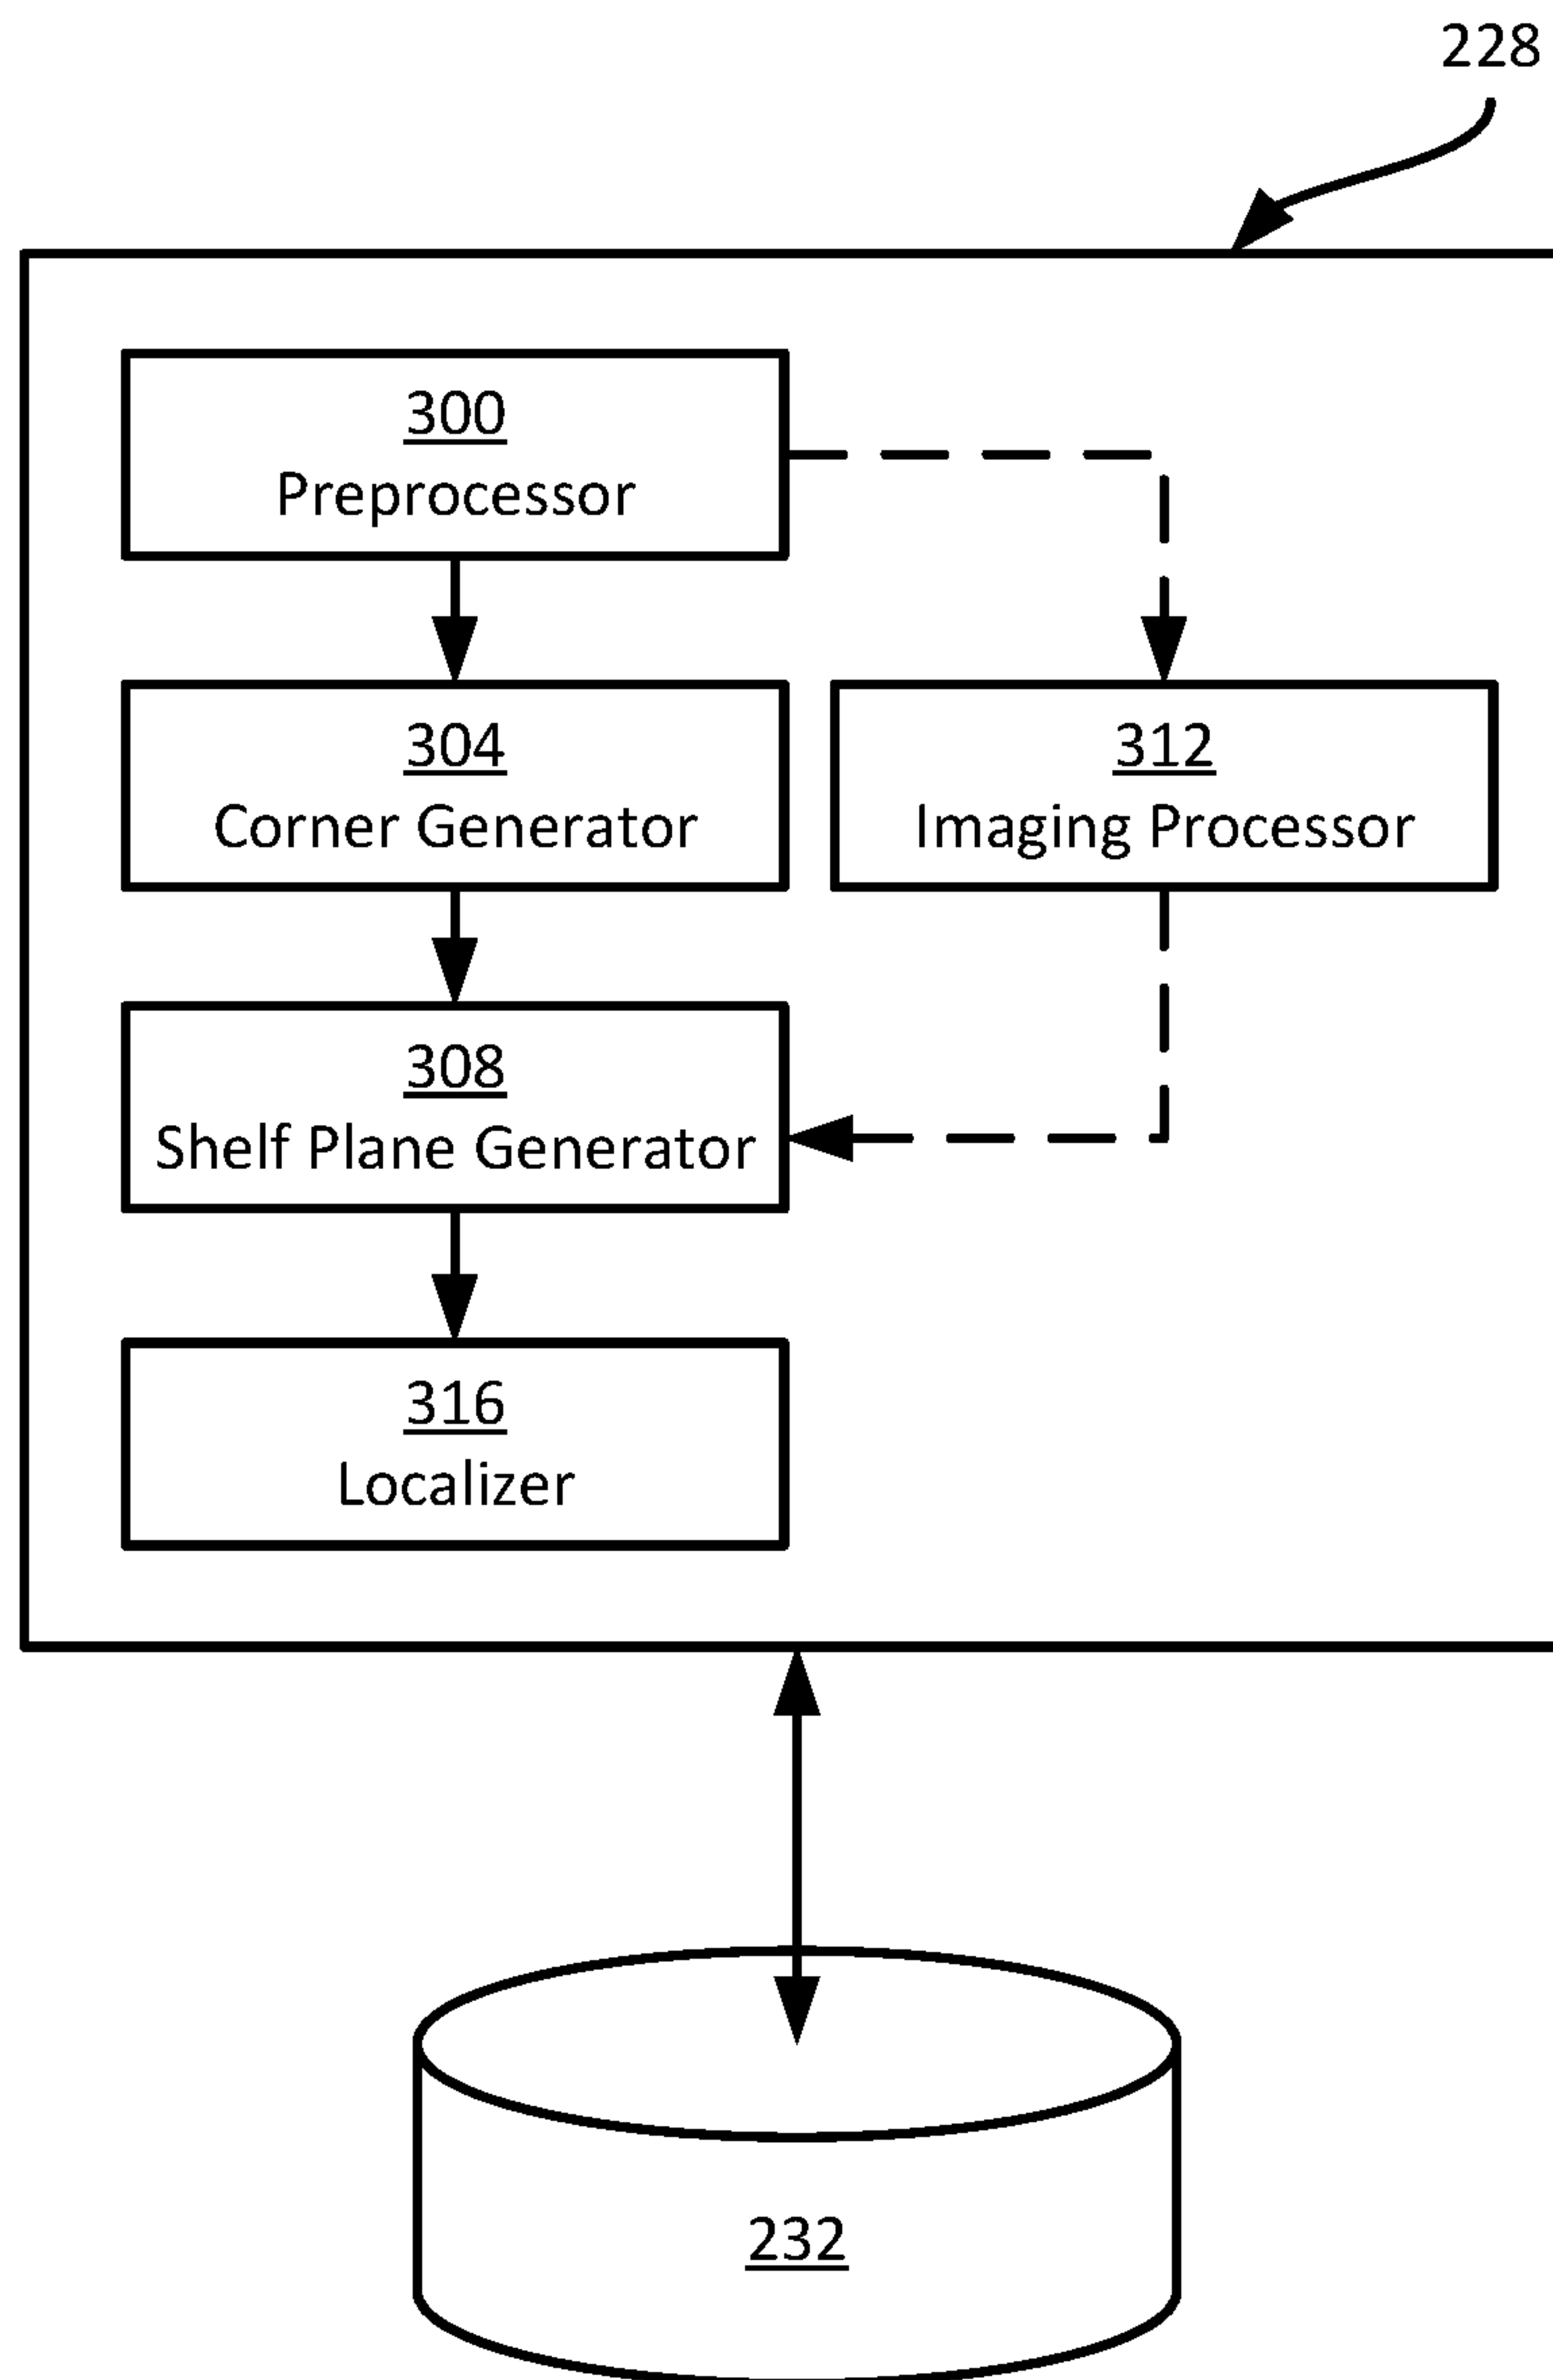 228
300
Preprocessor
304
Corner Generator
312
Imaging Processor
308
Shelf Plane Generator
316
Localizer
232